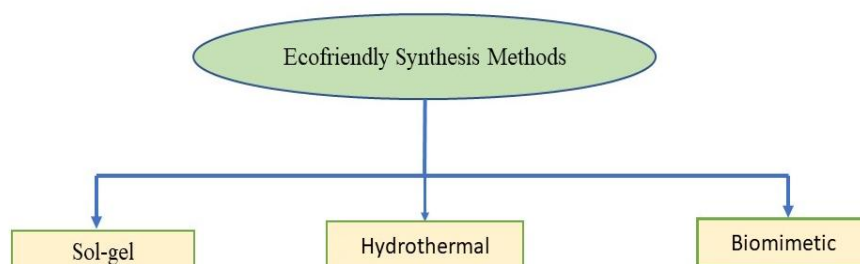 Ecofriendly Synthesis Methods
Sol-gel
Hydrothermal
Biomimetic